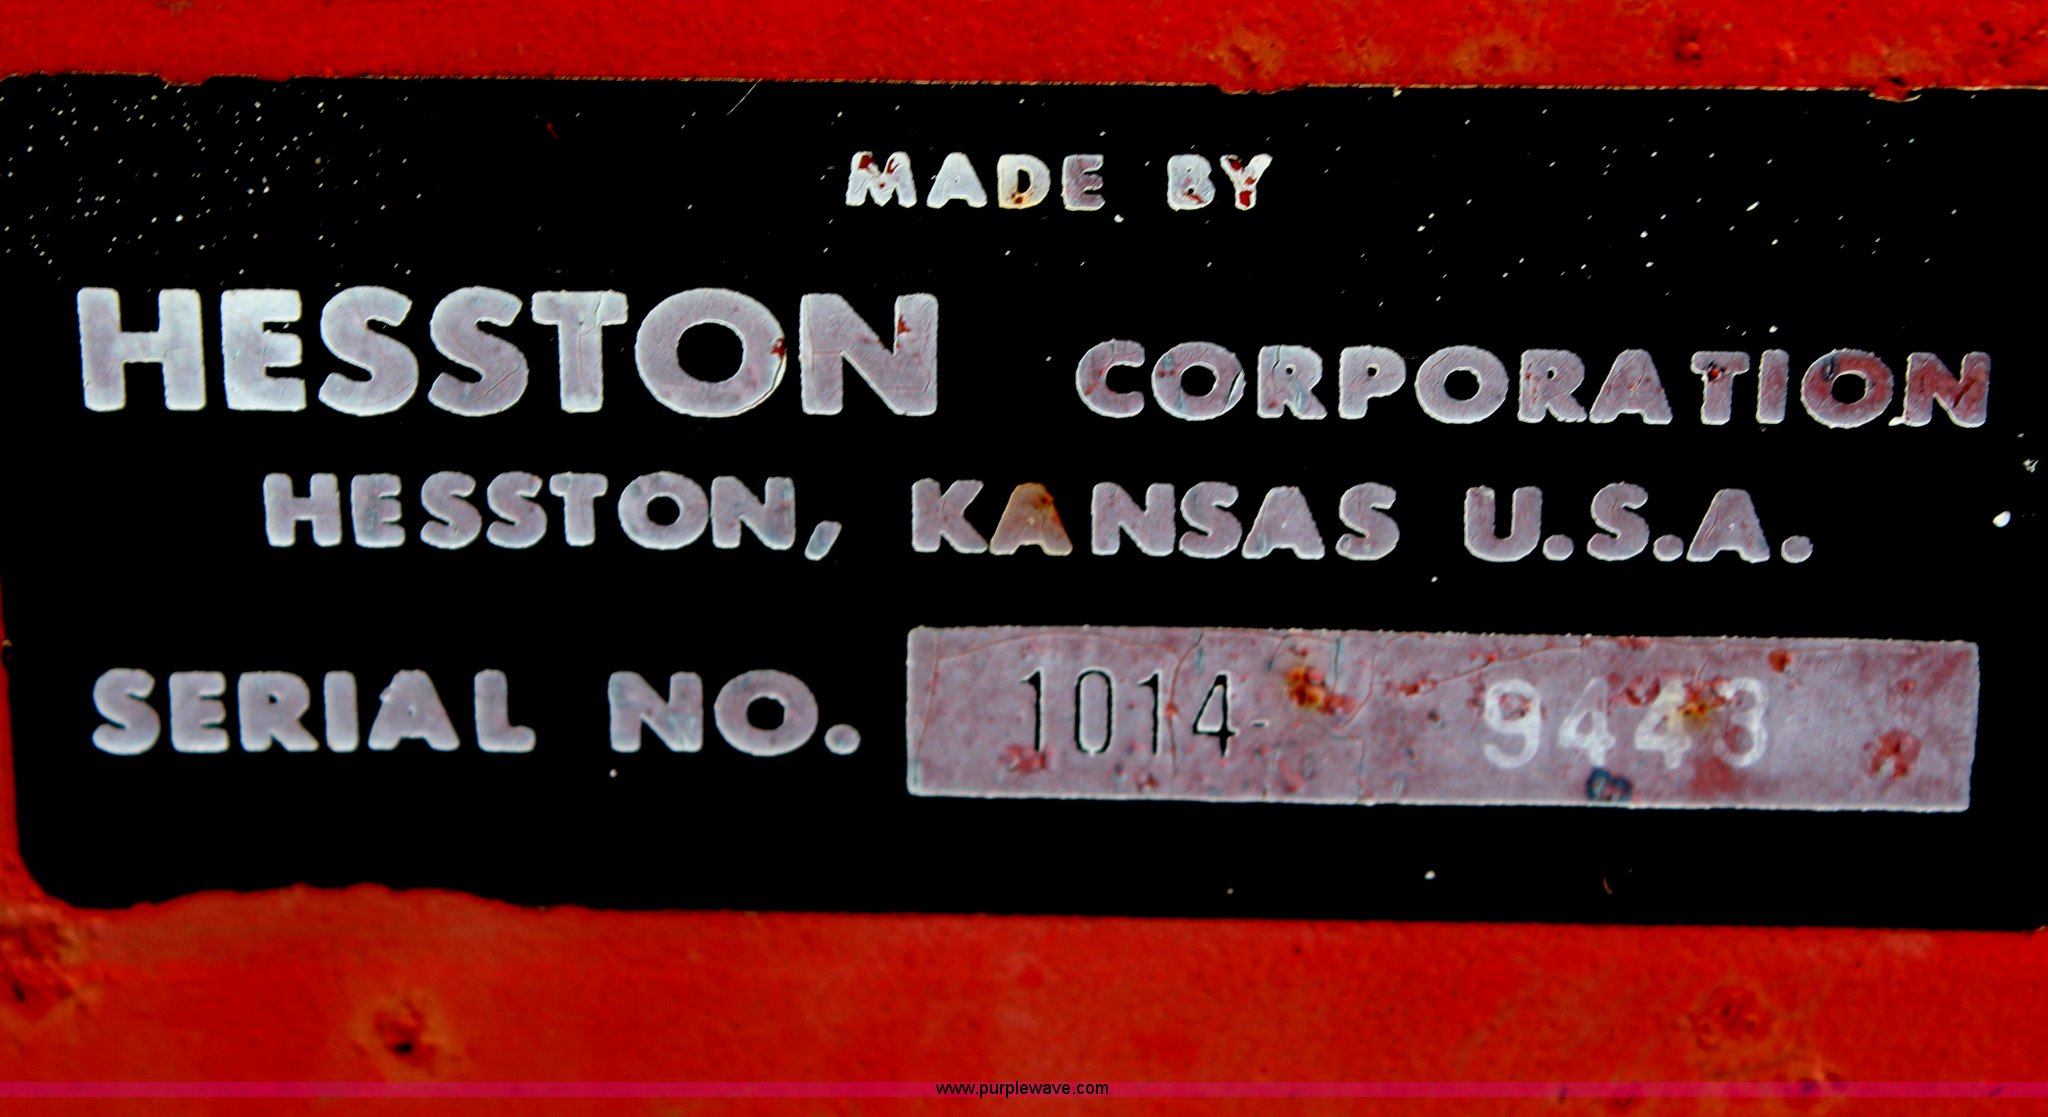 MADE BY
HESSTON CORPORATION
HESSTON, KANSAS U.S.A.
SERIAL NO. 1014- 9443
www.purplewave.com